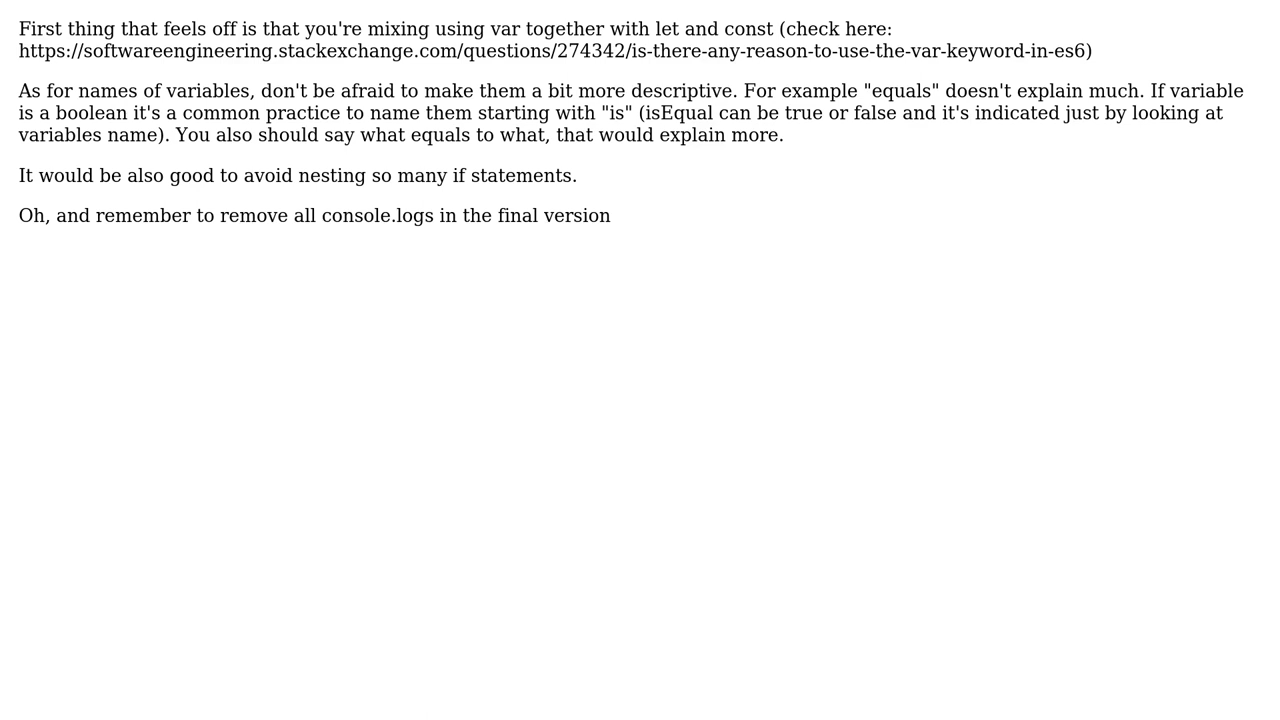 First thing that feels off is that you're mixing using var together with let and const (check here:
https://softwareengineering.stackexchange.com/questions/274342/is-there-any-reason-to-use-the-var-keyword-in-es6)
As for names of variables, don't be afraid to make them a bit more descriptive. For example "equals" doesn't explain much. If variable
is a boolean it's a common practice to name them starting with "is" (isEqual can be true or false and it's indicated just by looking at
variables name). You also should say what equals to what, that would explain more.
It would be also good to avoid nesting so many if statements.
Oh, and remember to remove all console.logs in the final version